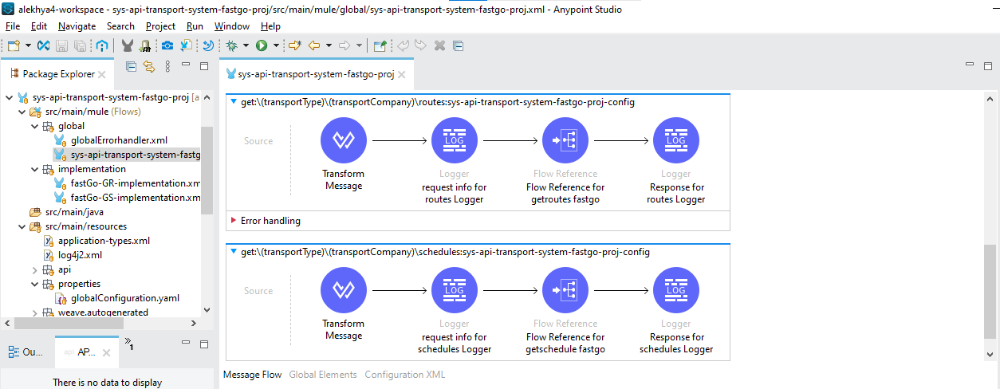 alekhya4-workspace - sys-api-transport-system-fastgo-proj/src/main/mule/global/sys-api-transport-system-fastgo-proj.xml - Anypoint Studio
File Edit Navigate Search Project Run Window Help
Package Explorer
sys-api-transport-system-fastgo-proj [a
src/main/mule (Flows)
global
globalErrorhandler.xml
sys-api-transport-system-fastg
implementation
fastGo-GR-implementation.xm
fastGo-GS-implementation.xm
src/main/java
src/main/resources
application-types.xml
log4j2.xml
api
properties
globalConfiguration.yaml
weave.autogenerated
Ou...
api AP...
1
There is no data to display
sys-api-transport-system-fastgo-proj
get:\(transportType)\(transportCompany)\routes:sys-api-transport-system-fastgo-proj-config
Source
Transform
Message
LOG
Logger
request info for
routes Logger
Flow Reference
Flow Reference for
getroutes fastgo
LOG
Logger
Response for
routes Logger
Error handling
get:\(transportType)\(transportCompany)\schedules:sys-api-transport-system-fastgo-proj-config
Source
Transform
Message
LOG
Logger
request info for
schedules Logger
Flow Reference
Flow Reference for
getschedule fastgo
LOG
Logger
Response for
schedules Logger
Message Flow Global Elements Configuration XML